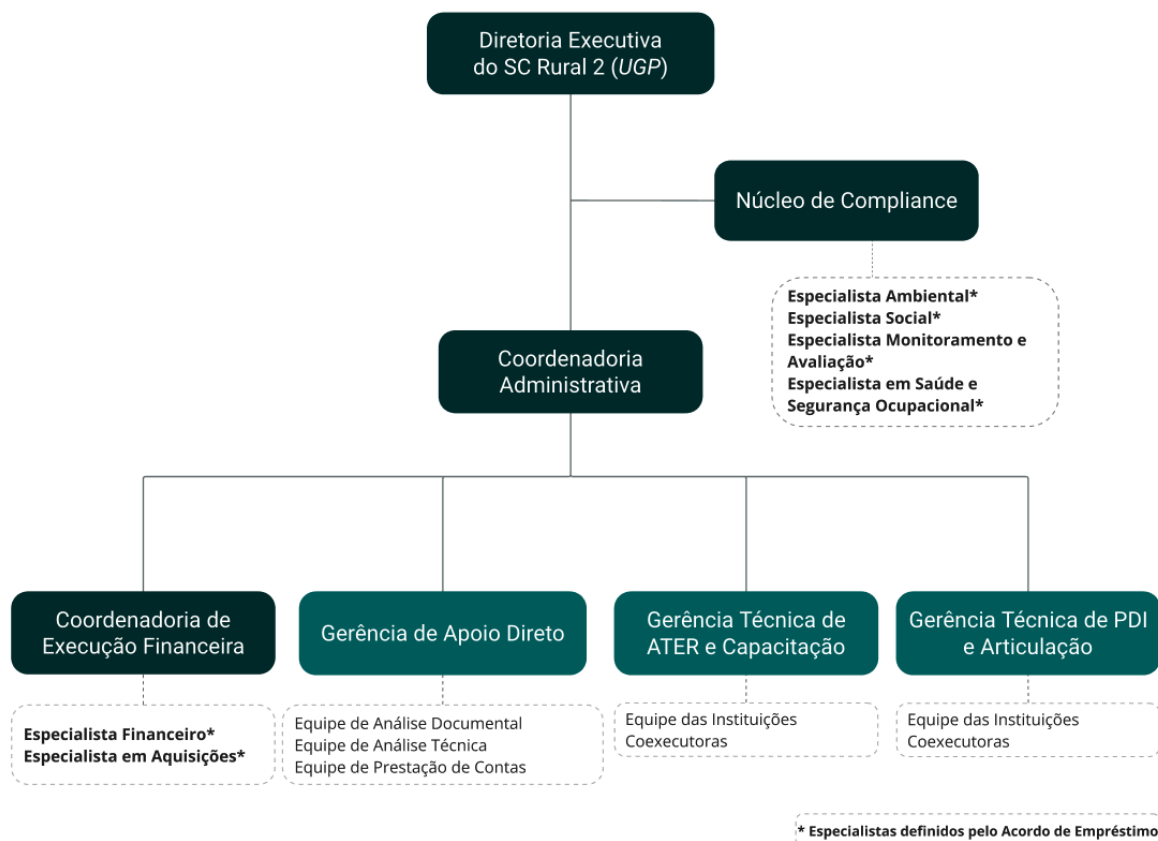 Diretoria Executiva
do SC Rural 2 (UGP)
Núcleo de Compliance
Especialista Ambiental*
Especialista Social*
Especialista Monitoramento e
Avaliação*
Especialista em Saúde e
Segurança Ocupacional*
Coordenadoria
Administrativa
Coordenadoria de
Execução Financeira
Especialista Financeiro*
Especialista em Aquisições*
Gerência de Apoio Direto
Equipe de Análise Documental
Equipe de Análise Técnica
Equipe de Prestação de Contas
Gerência Técnica de
ATER e Capacitação
Equipe das Instituições
Coexecutoras
Gerência Técnica de PDI
e Articulação
Equipe das Instituições
Coexecutoras
* Especialistas definidos pelo Acordo de Empréstimo